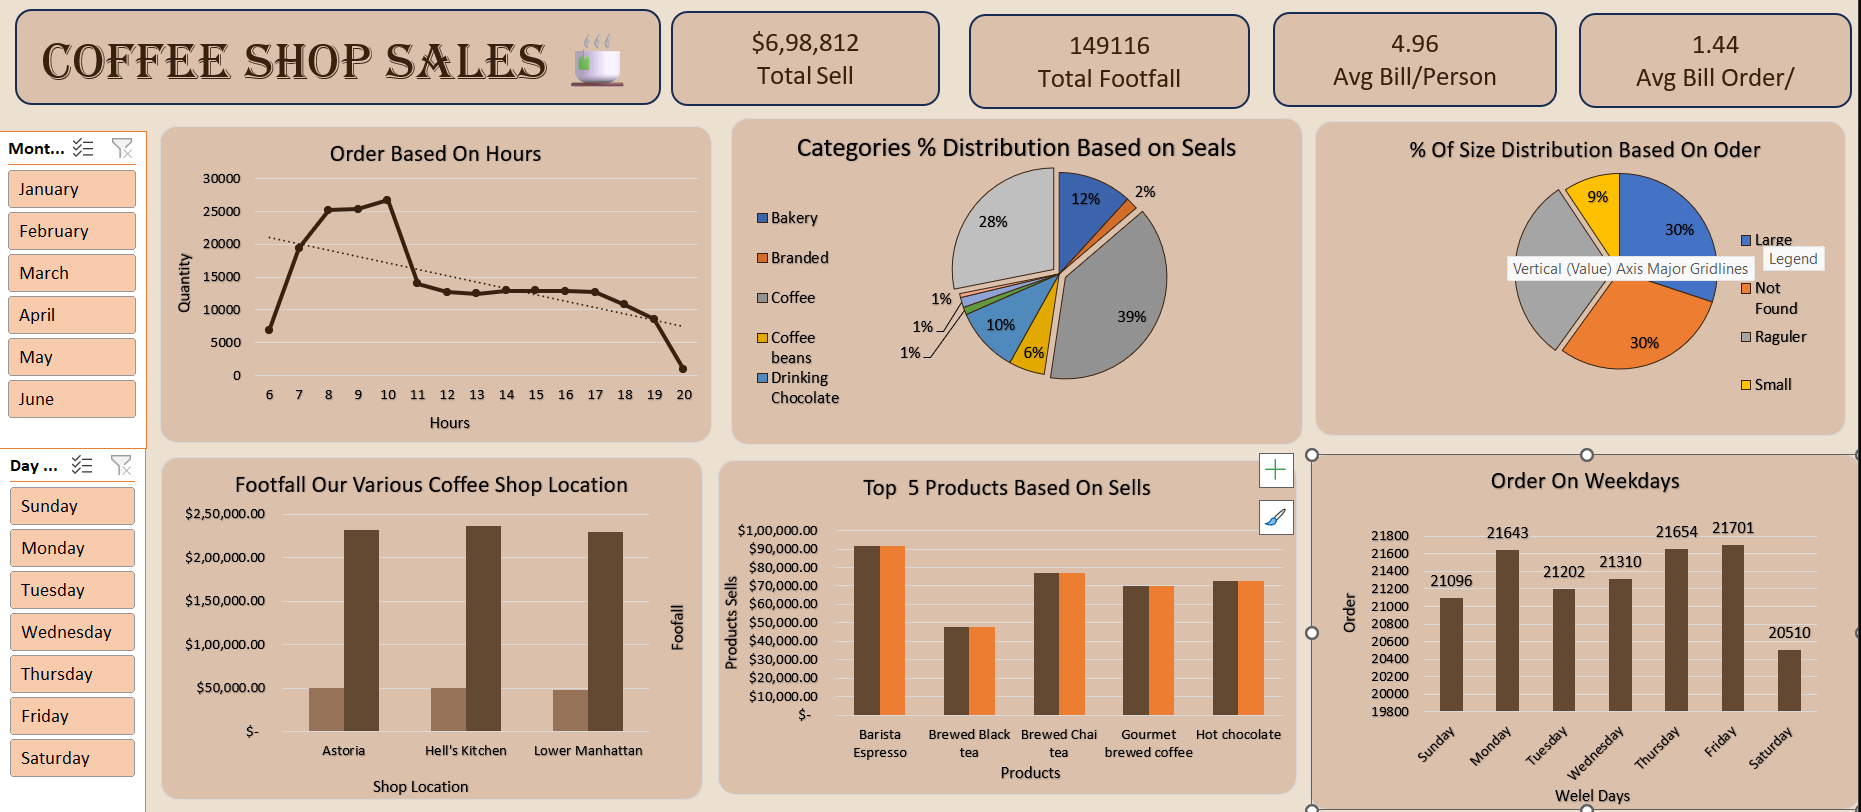 COFFEE SHOP SALES
$6,98,812
Total Sell
149116
Total Footfall
4.96
Avg Bill/Person
1.44
Avg Bill Order/
Mont...
January
February
March
April
May
June
Day ...
Sunday
Monday
Tuesday
Wednesday
Thursday
Friday
Saturday
Order Based On Hours
30000
25000
20000
15000
10000
5000
0
Quantity
6 7 8 9 10 11 12 13 14 15 16 17 18 19 20
Hours
Categories % Distribution Based on Seals
Bakery
Branded
Coffee
Coffee
beans
Drinking
Chocolate
12%
2%
39%
6%
10%
1%
1%
1%
28%
% Of Size Distribution Based On Oder
30%
30%
9%
Large
Not
Found
Raguler
Small
Vertical (Value) Axis Major Gridlines
Legend
Footfall Our Various Coffee Shop Location
$2,50,000.00
$2,00,000.00
$1,50,000.00
$1,00,000.00
$50,000.00
$-
Astoria Hell's Kitchen Lower Manhattan
Foofall
Shop Location
Top 5 Products Based On Sells
$1,00,000.00
$90,000.00
$80,000.00
$70,000.00
$60,000.00
$50,000.00
$40,000.00
$30,000.00
$20,000.00
$10,000.00
$-
Products Sells
Barista
Espresso
Brewed Black
tea
Brewed Chai
tea
Gourmet
brewed coffee
Hot chocolate
Products
Order On Weekdays
21800
21600
21400
21200
21000
20800
20600
20400
20200
20000
19800
Order
21096
21643
21202
21310
21654
21701
20510
Sunday
Monday
Tuesday
Wednesday
Thursday
Friday
Saturday
Welel Days